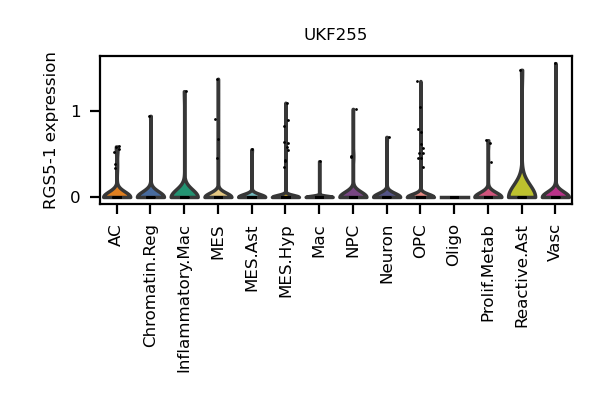 UKF255
RGS5-1 expression
1
0
AC
Chromatin.Reg
Inflammatory.Mac
MES
MES.Ast
MES.Hyp
Mac
NPC
Neuron
OPC
Oligo
Prolif.Metab
Reactive.Ast
Vasc